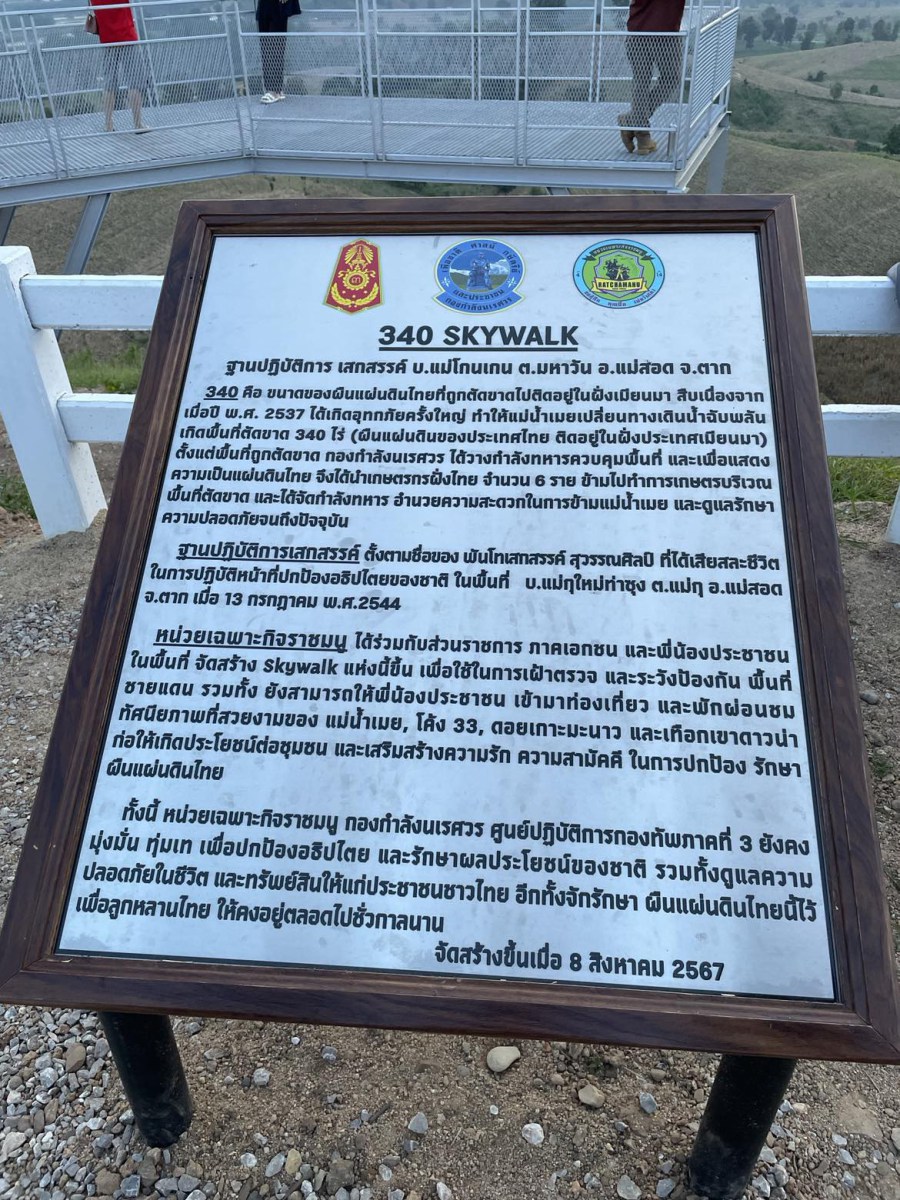 340 SKYWALK
ฐานปฏิบัติการ เสกสรรค์ บ.แม่โกนเกน ต.มหาวัน อ.แม่สอด จ.ตาก
340 คือ ขนาดของผืนแผ่นดินไทยที่ถูกตัดขาดไปติดอยู่ในฝั่งเมียนมา สืบเนื่องจาก
เมื่อปี พ.ศ. 2537 ได้เกิดอุทกภัยครั้งใหญ่ ทำให้แม่น้ำเมยเปลี่ยนทางเดินน้ำฉับพลัน
เกิดพื้นที่ตัดขาด 340 ไร่ (ผืนแผ่นดินของประเทศไทย ติดอยู่ในฝั่งประเทศเมียนมา)
ตั้งแต่พื้นที่ถูกตัดขาด กองกำลังนเรศวร ได้วางกำลังทหารควบคุมพื้นที่ และเพื่อแสดง
ความเป็นแผ่นดินไทย จึงได้นำเกษตรกรฝั่งไทย จำนวน 6 ราย ข้ามไปทำการเกษตรบริเวณ
พื้นที่ตัดขาด และได้จัดกำลังทหาร อำนวยความสะดวกในการข้ามแม่น้ำเมย และดูแลรักษา
ความปลอดภัยจนถึงปัจจุบัน
ฐานปฏิบัติการเสกสรรค์ ตั้งตามชื่อของ พันโทเสกสรรค์ สุวรรณศิลป์ ที่ได้เสียสละชีวิต
ในการปฏิบัติหน้าที่ปกป้องอธิปไตยของชาติ ในพื้นที่ บ.แม่กุใหม่ท่าซุง ต.แม่กุ อ.แม่สอด
จ.ตาก เมื่อ 13 กรกฎาคม พ.ศ.2544
หน่วยเฉพาะกิจราชมนู ได้ร่วมกับส่วนราชการ ภาคเอกชน และพี่น้องประชาชน
ในพื้นที่ จัดสร้าง Skywalk แห่งนี้ขึ้น เพื่อใช้ในการเฝ้าตรวจ และระวังป้องกัน พื้นที่
ชายแดน รวมทั้ง ยังสามารถให้พี่น้องประชาชน เข้ามาท่องเที่ยว และพักผ่อนชม
ทัศนียภาพที่สวยงามของ แม่น้ำเมย, โค้ง 33, ดอยเกาะมะนาว และเทือกเขาดาวน่า
ก่อให้เกิดประโยชน์ต่อชุมชน และเสริมสร้างความรัก ความสามัคคี ในการปกป้อง รักษา
ผืนแผ่นดินไทย
ทั้งนี้ หน่วยเฉพาะกิจราชมนู กองกำลังนเรศวร ศูนย์ปฏิบัติการกองทัพภาคที่ 3 ยังคง
มุ่งมั่น ทุ่มเท เพื่อปกป้องอธิปไตย และรักษาผลประโยชน์ของชาติ รวมทั้งดูแลความ
ปลอดภัยในชีวิต และทรัพย์สินให้แก่ประชาชนชาวไทย อีกทั้งจักรักษา ผืนแผ่นดินไทยนี้ไว้
เพื่อลูกหลานไทย ให้คงอยู่ตลอดไปชั่วกาลนาน
จัดสร้างขึ้นเมื่อ 8 สิงหาคม 2567